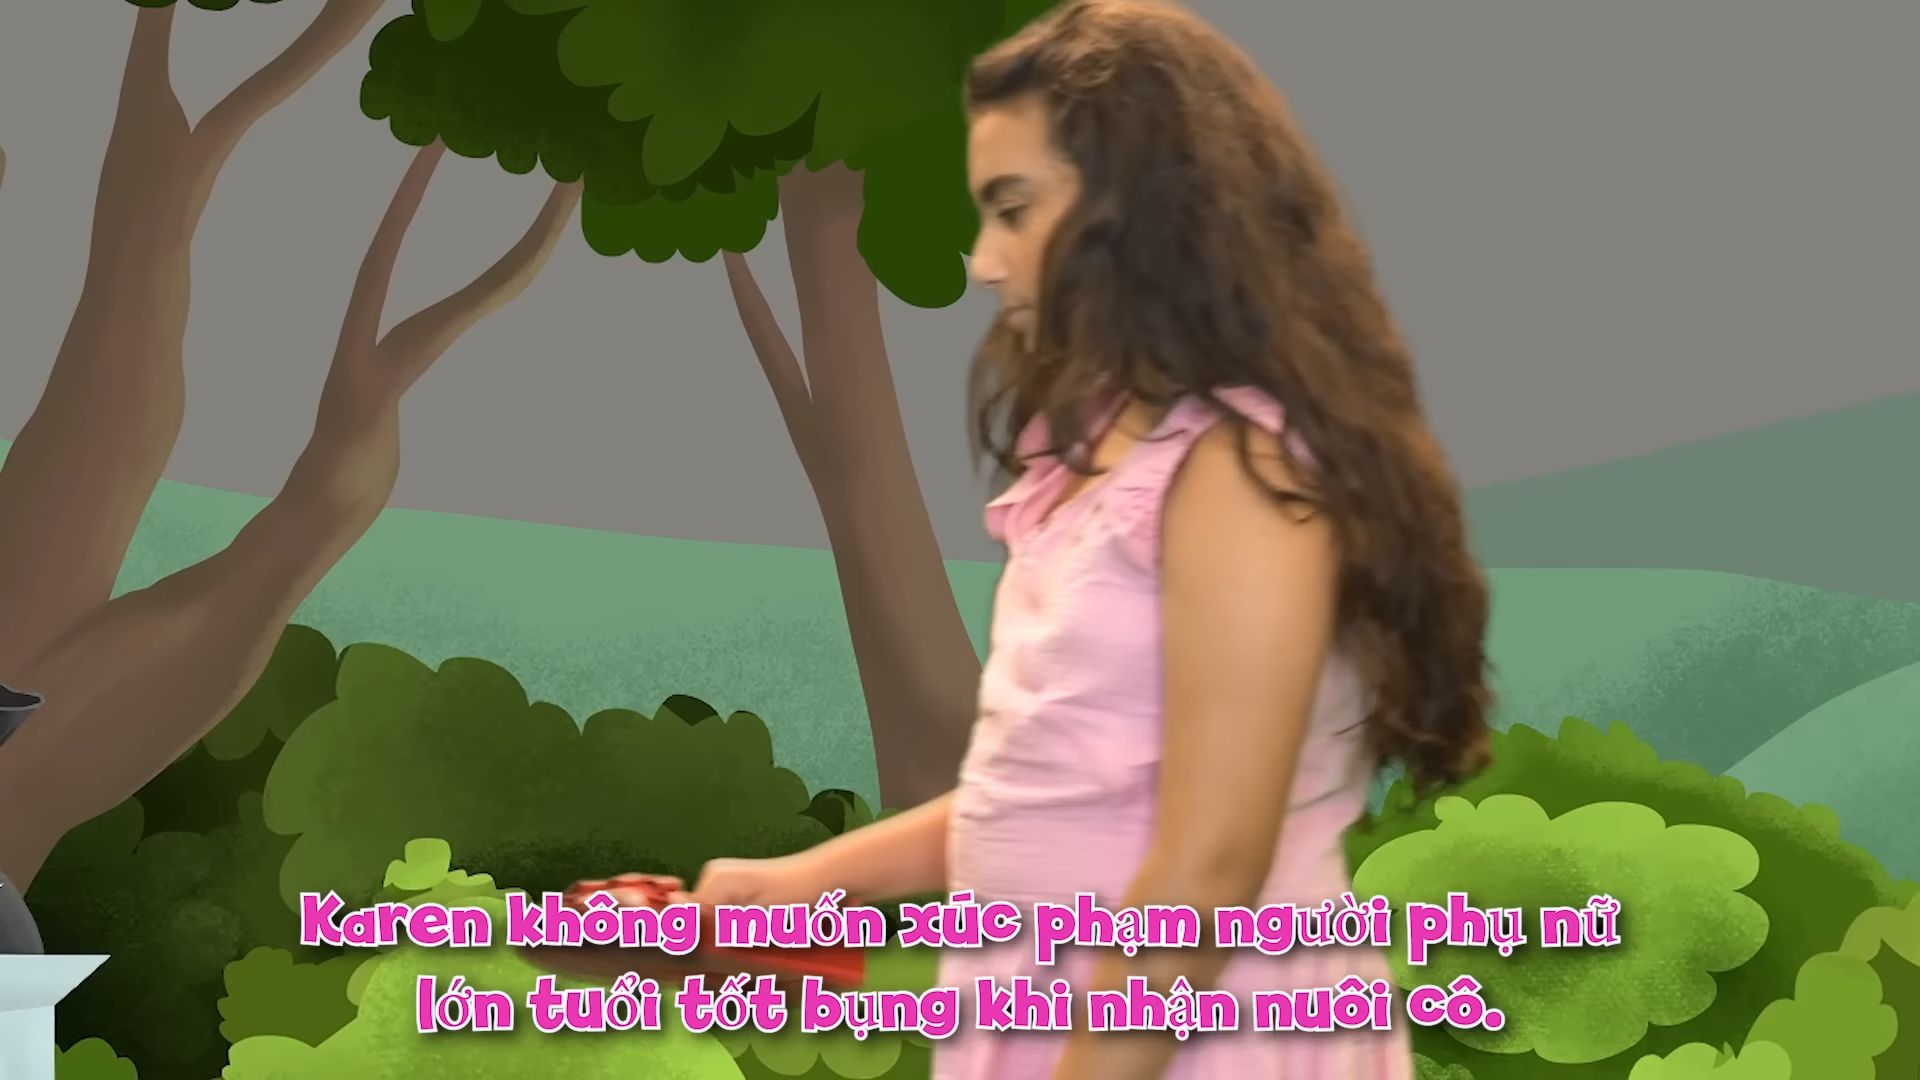 Karen không muốn xúc phạm người phụ nữ
lớn tuổi tốt bụng khi nhận nuôi cô.